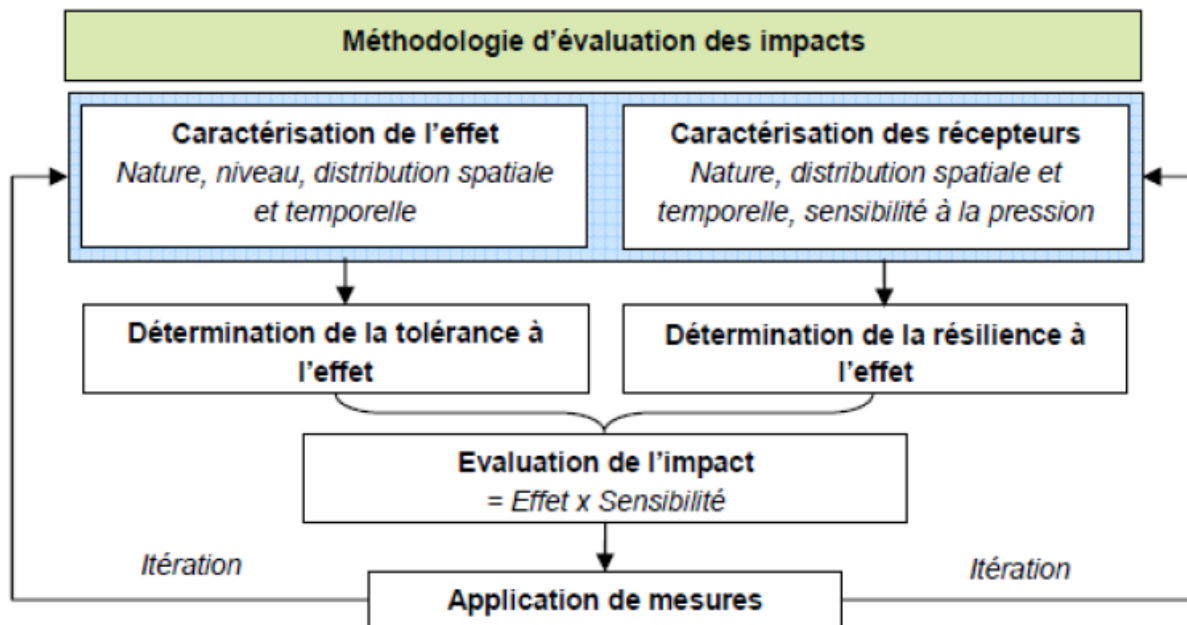 Méthodologie d'évaluation des impacts
Caractérisation de l'effet
Nature, niveau, distribution spatiale
et temporelle
Caractérisation des récepteurs
Nature, distribution spatiale et
temporelle, sensibilité à la pression
Détermination de la tolérance à
l'effet
Détermination de la résilience à
l'effet
Evaluation de l'impact
= Effet x Sensibilité
Itération
Itération
Application de mesures